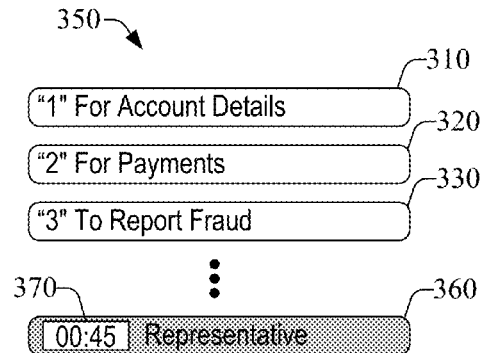 350
310
“1” For Account Details
320
“2” For Payments
330
“3” To Report Fraud
370
360
00:45 Representative